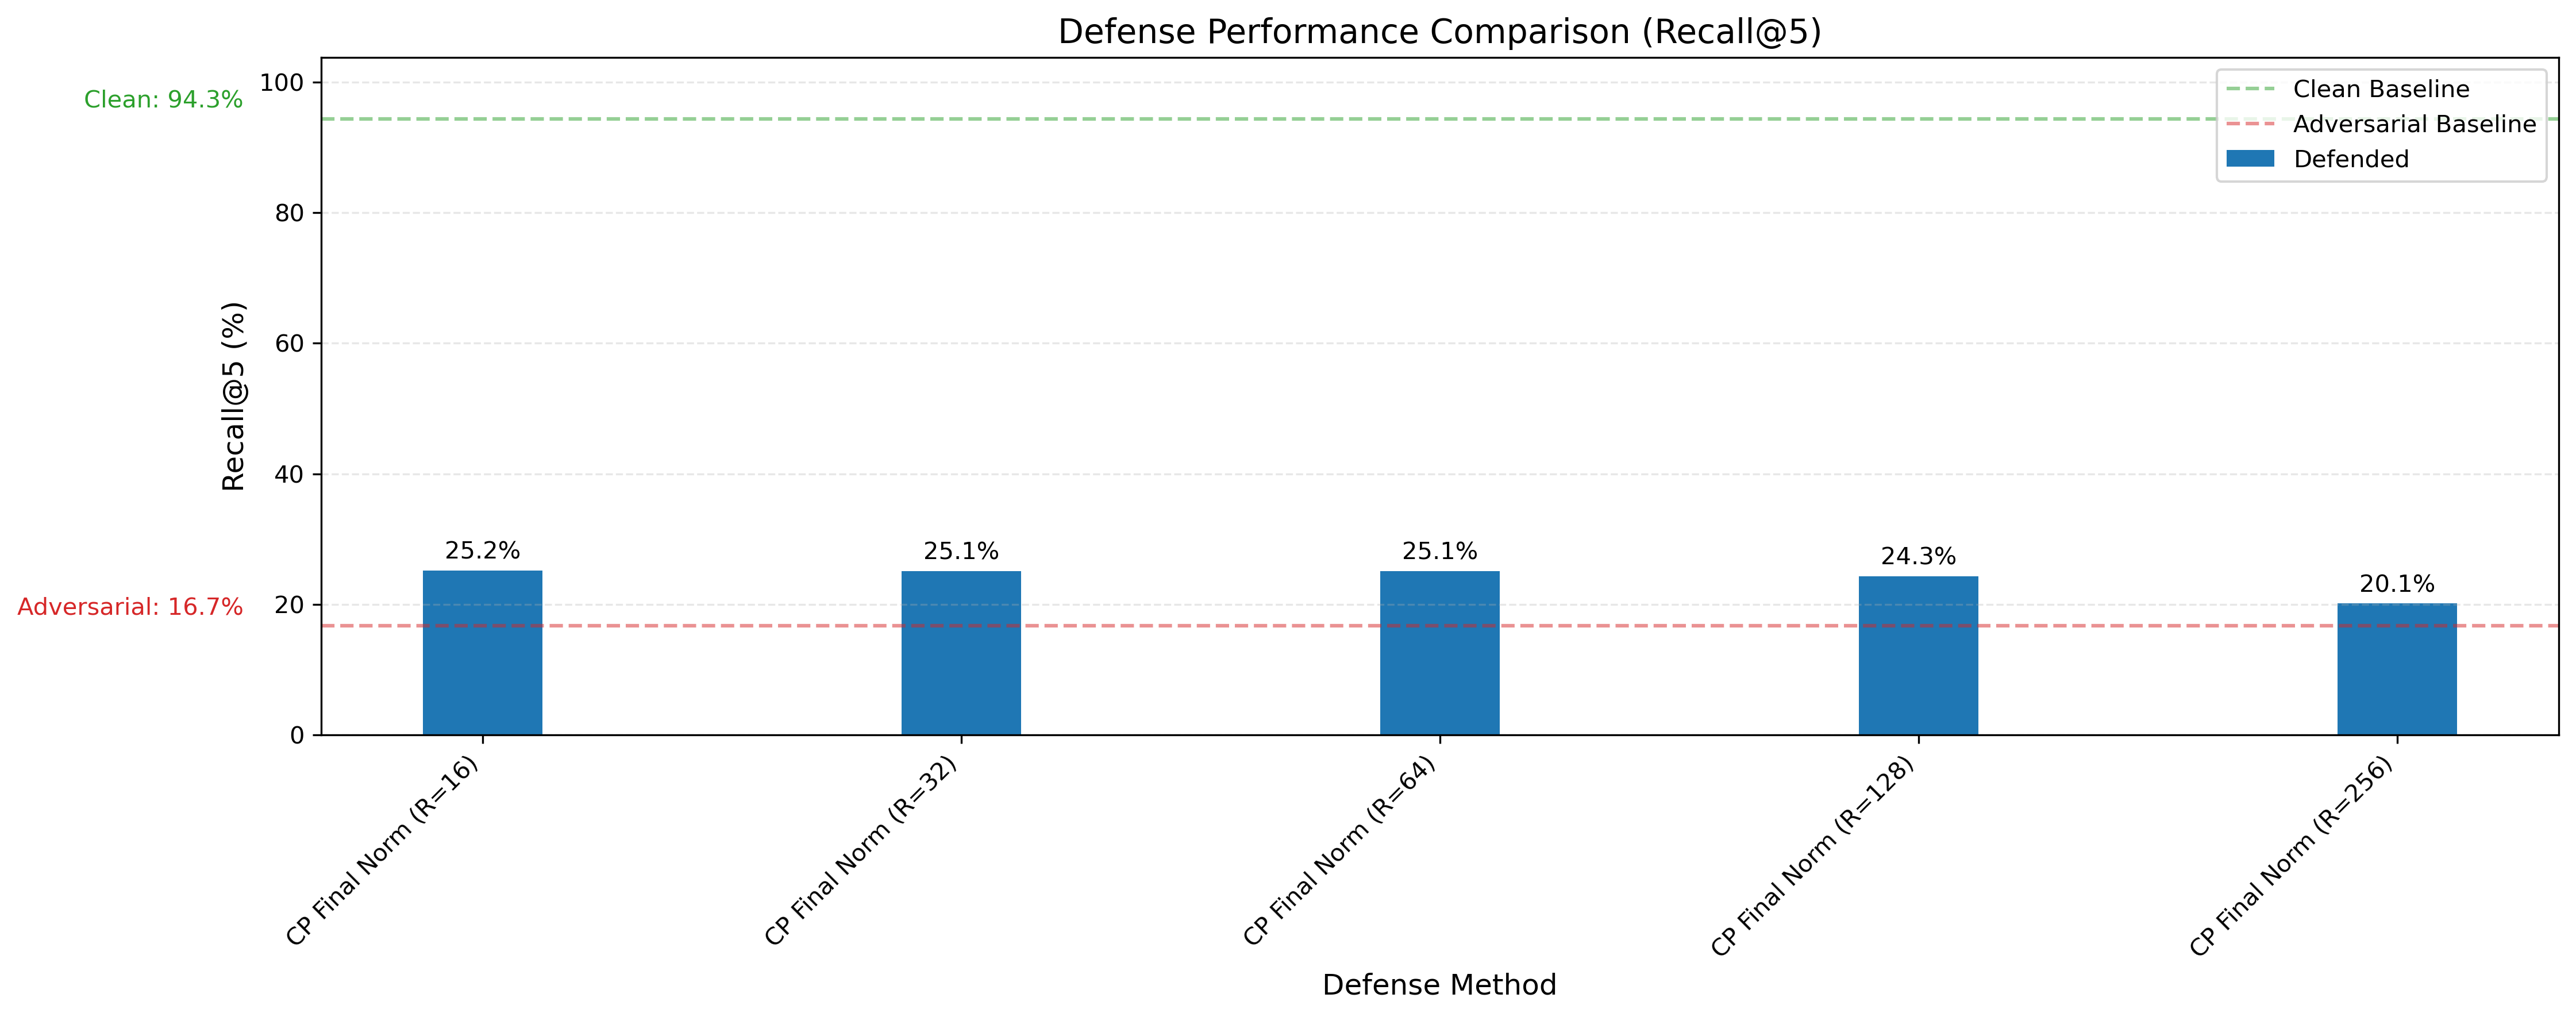 Defense Performance Comparison (Recall@5)
Clean: 94.3%
Adversarial: 16.7%
Recall@5 (%)
100
80
60
40
20
0
Clean Baseline
Adversarial Baseline
Defended
25.2%
25.1%
25.1%
24.3%
20.1%
CP Final Norm (R=16)
CP Final Norm (R=32)
CP Final Norm (R=64)
CP Final Norm (R=128)
CP Final Norm (R=256)
Defense Method